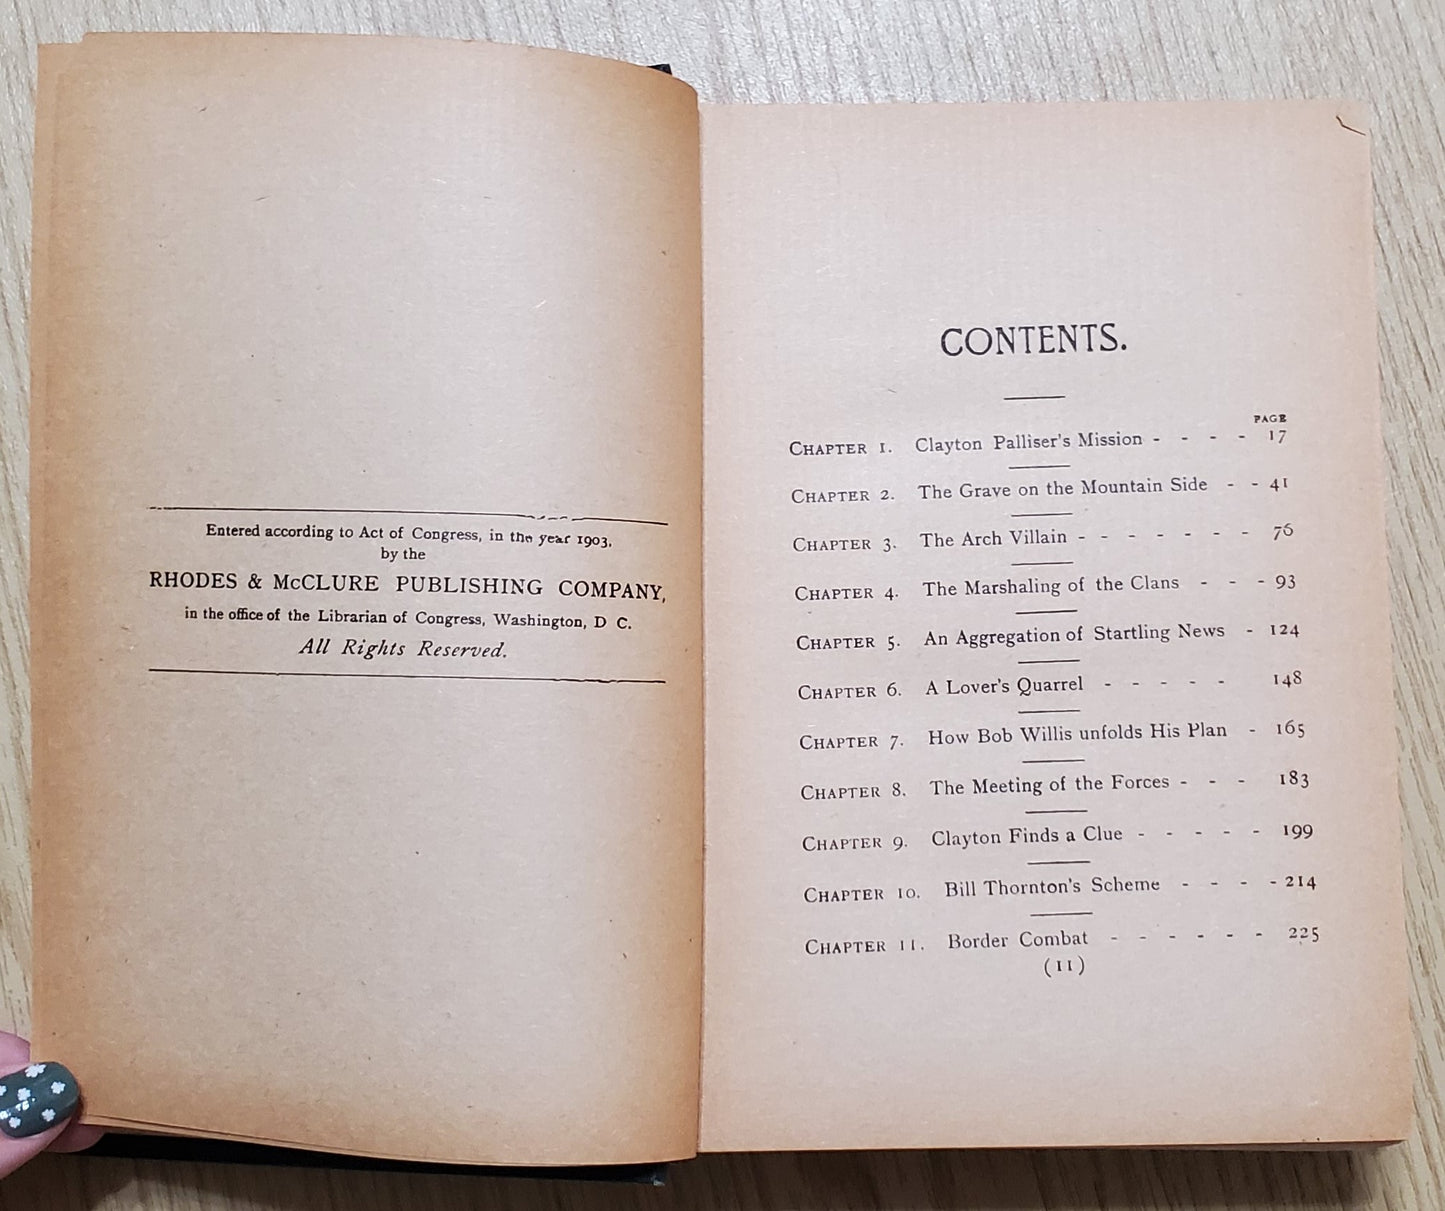 Entered according to Act of Congress, in the year 1903,
by the
RHODES & McCLURE PUBLISHING COMPANY,
in the office of the Librarian of Congress, Washington, D C.
All Rights Reserved.
CONTENTS.
PAGE
CHAPTER 1. Clayton Palliser's Mission - - - - 17
CHAPTER 2. The Grave on the Mountain Side - - 41
CHAPTER 3. The Arch Villain - - - - - - - 76
CHAPTER 4. The Marshaling of the Clans - - - 93
CHAPTER 5. An Aggregation of Startling News - 124
CHAPTER 6. A Lover's Quarrel - - - - - 148
CHAPTER 7. How Bob Willis unfolds His Plan - 165
CHAPTER 8. The Meeting of the Forces - - - 183
CHAPTER 9. Clayton Finds a Clue - - - - - 199
CHAPTER 10. Bill Thornton's Scheme - - - - 214
CHAPTER 11. Border Combat - - - - - - 225
(11)